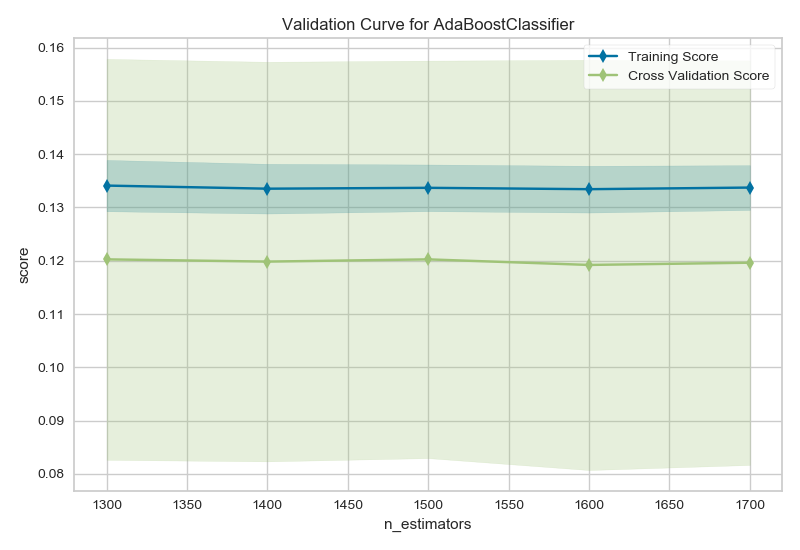 Validation Curve for AdaBoostClassifier
Training Score
Cross Validation Score
0.16
0.15
0.14
0.13
0.12
0.11
0.10
0.09
0.08
score
1300 1350 1400 1450 1500 1550 1600 1650 1700
n_estimators